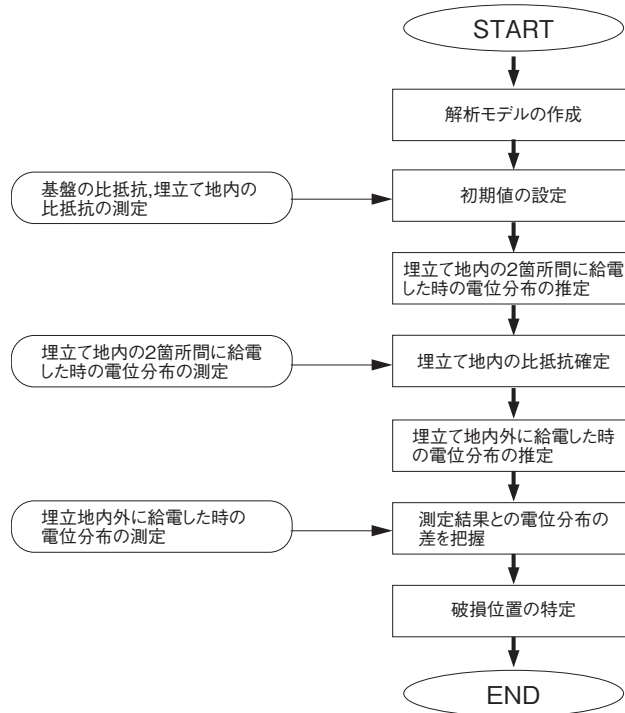 START
解析モデルの作成
基盤の比抵抗,埋立て地内の
比抵抗の測定
初期値の設定
埋立て地内の2箇所間に給電
した時の電位分布の推定
埋立て地内の2箇所間に給電
した時の電位分布の測定
埋立て地内の比抵抗確定
埋立て地内外に給電した時
の電位分布の推定
埋立地内外に給電した時の
電位分布の測定
測定結果との電位分布の
差を把握
破損位置の特定
END